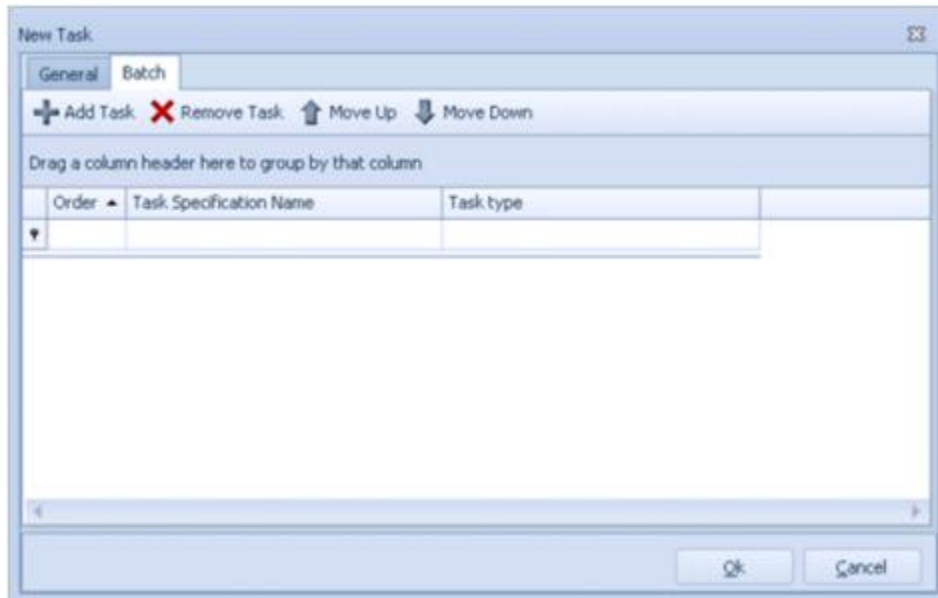 New Task
General Batch
Add Task Remove Task Move Up Move Down
Drag a column header here to group by that column
Order Task Specification Name Task type
Ok Cancel